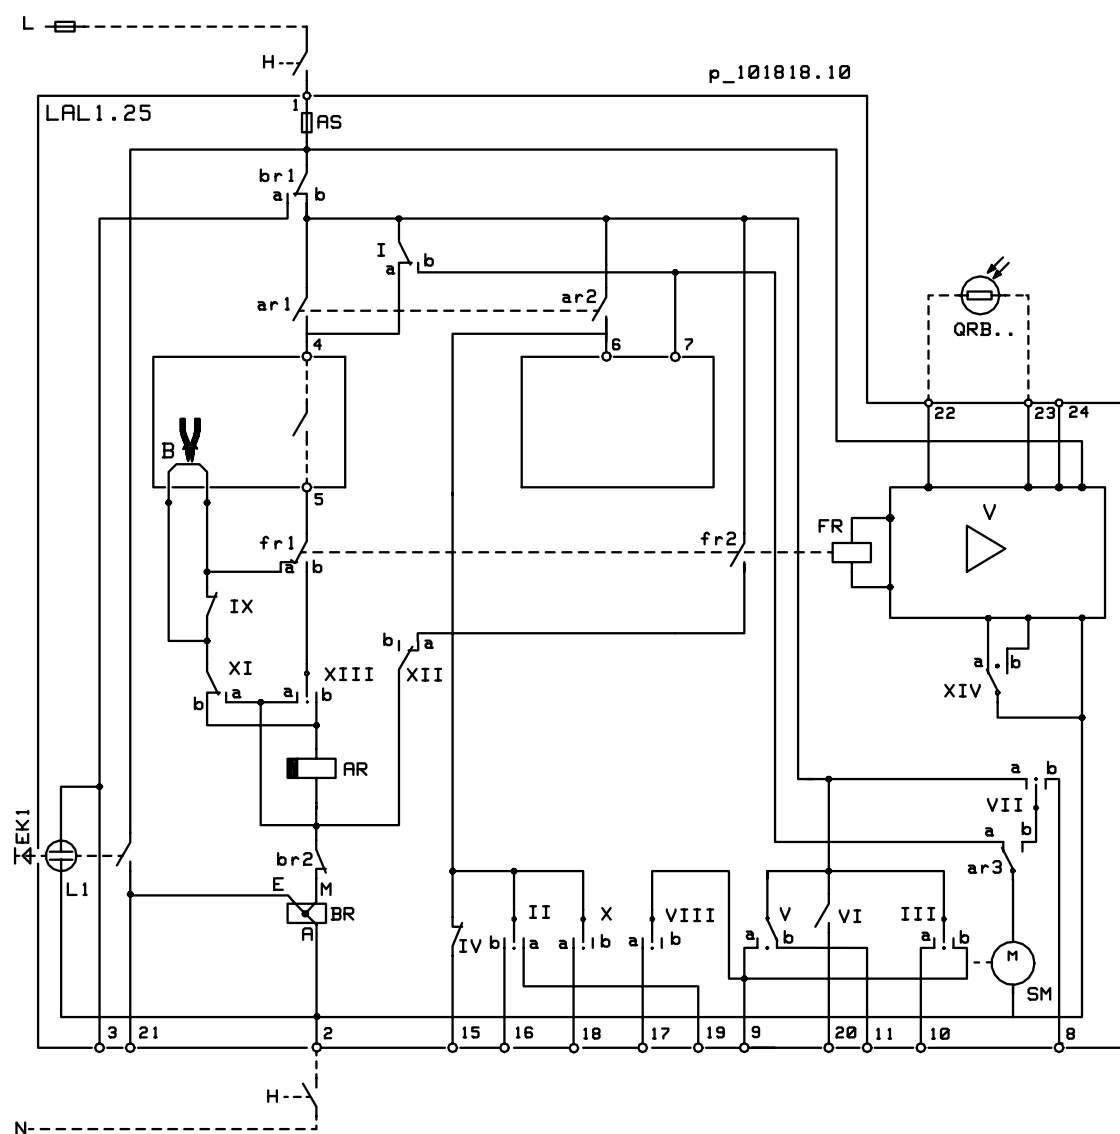 L
H
p_101818.10
1
LAL1.25
AS
br1
a b
I
a b
ar1
ar2
QRB..
4
6 7
22 23 24
B
5
V
FR
fr1
a b
fr2
IX
b a
XII
XI
b a
XIII
a b
a b
XIV
AR
a b
VII
EK1
L1
br2
M
E
BR
A
a b
ar3
IV
II
b a
X
a b
VIII
a b
V
a b
VI
III
a b
M
SM
3 21 2 15 16 18 17 19 9 20 11 10 8
H
N